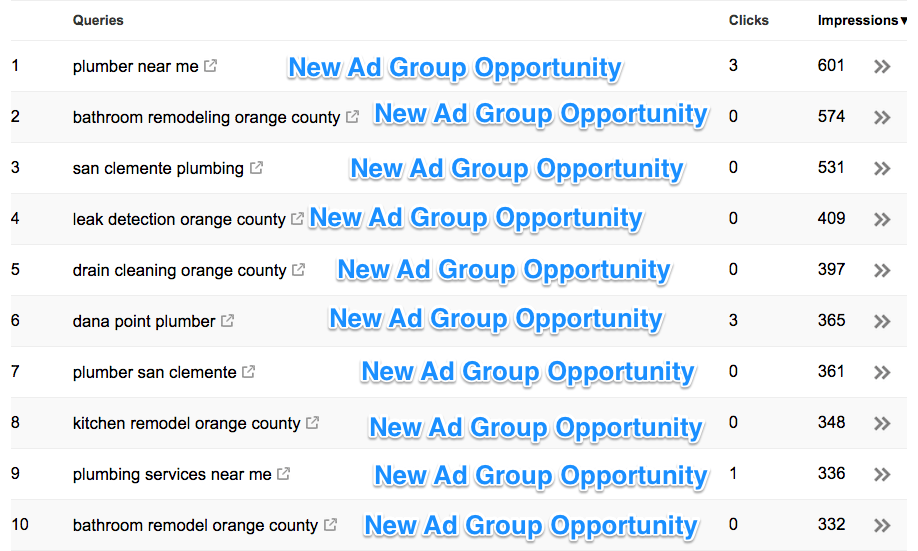 Queries Clicks Impressions▼
1 plumber near me New Ad Group Opportunity 3 601
2 bathroom remodeling orange county New Ad Group Opportunity 0 574
3 san clemente plumbing New Ad Group Opportunity 0 531
4 leak detection orange county New Ad Group Opportunity 0 409
5 drain cleaning orange county New Ad Group Opportunity 0 397
6 dana point plumber New Ad Group Opportunity 3 365
7 plumber san clemente New Ad Group Opportunity 0 361
8 kitchen remodel orange county New Ad Group Opportunity 0 348
9 plumbing services near me New Ad Group Opportunity 1 336
10 bathroom remodel orange county New Ad Group Opportunity 0 332